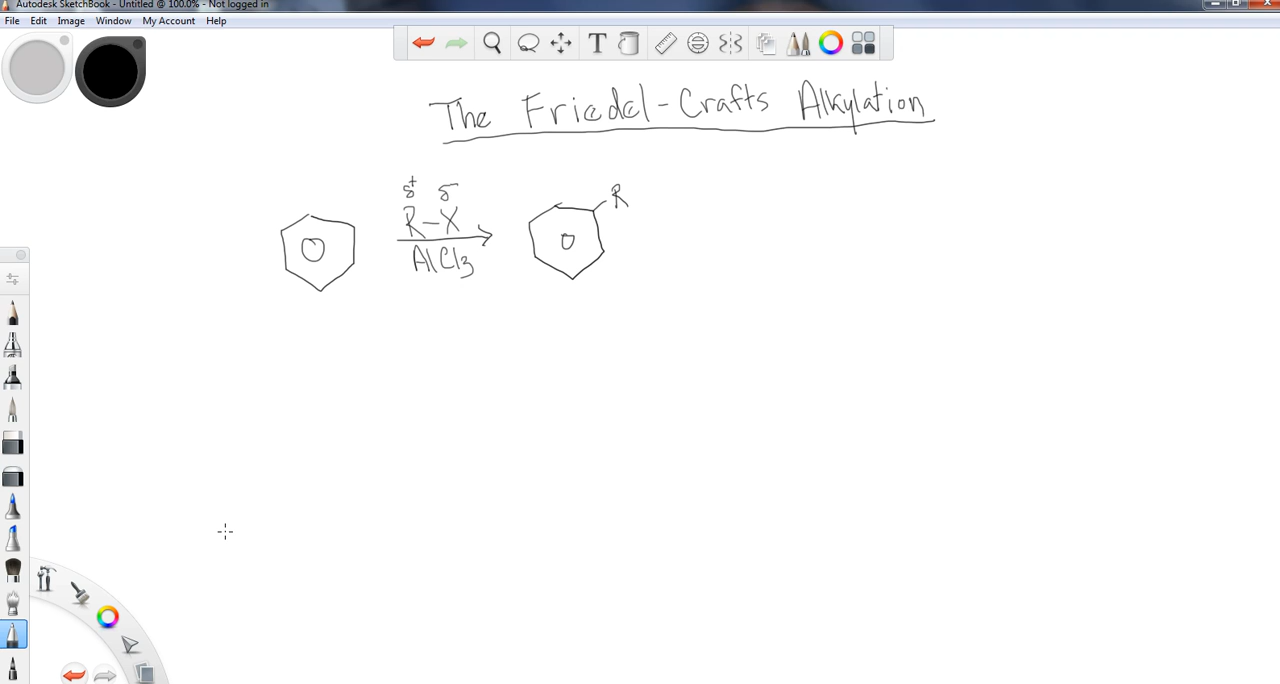 Autodesk SketchBook - Untitled @ 100.0% - Not logged in
File Edit Image Window My Account Help
T
The Friedel-Crafts Alkylation
δ+ δ-
R-X
AlCl3
R